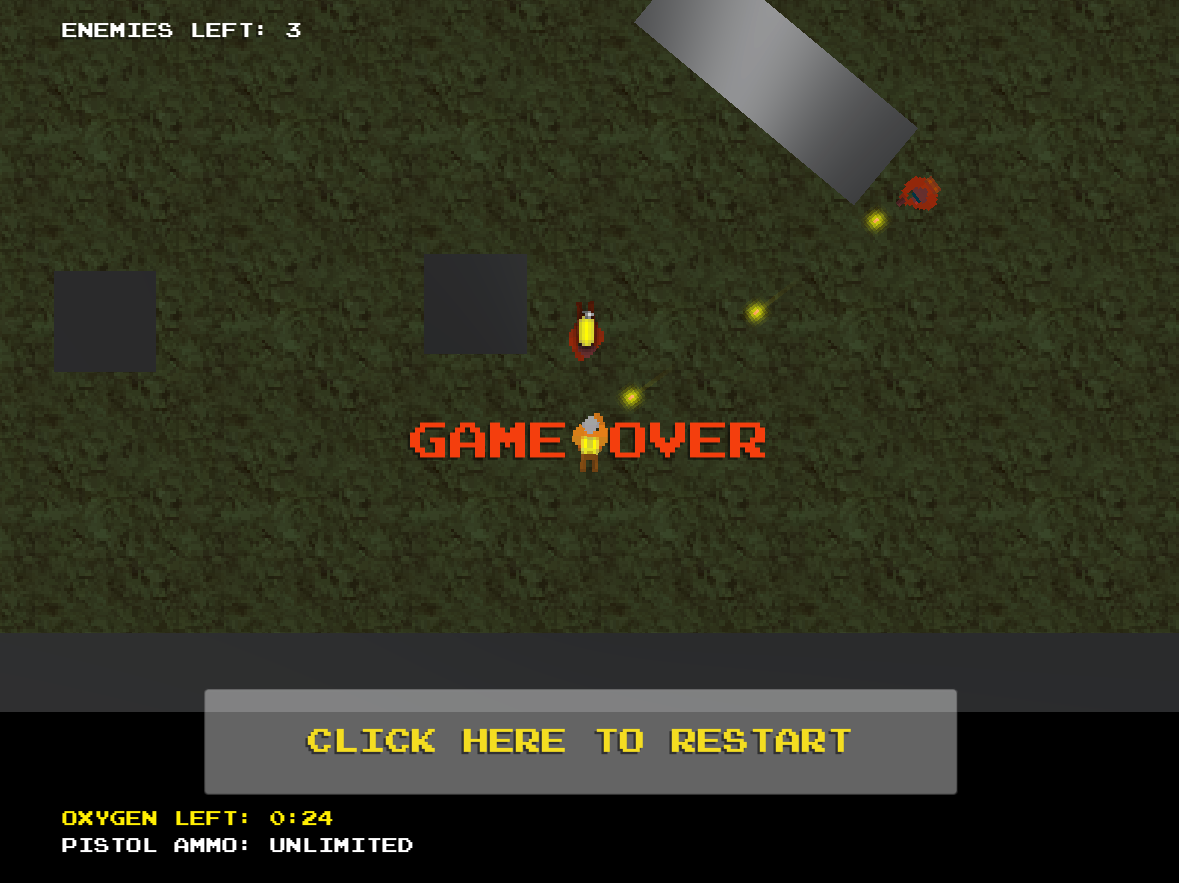 ENEMIES LEFT: 3
GAME OVER
CLICK HERE TO RESTART
OXYGEN LEFT: 0:24
PISTOL AMMO: UNLIMITED